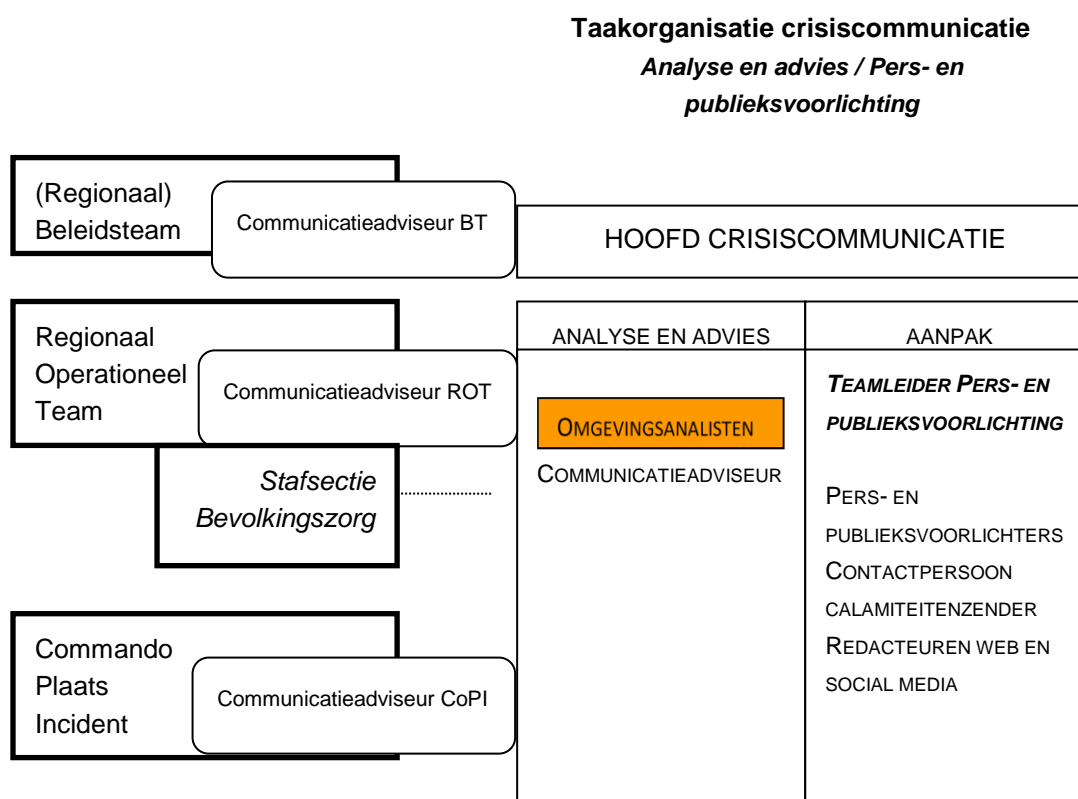 Taakorganisatie crisiscommunicatie
Analyse en advies / Pers- en
publieksvoorlichting
(Regionaal)
Beleidsteam
Communicatieadviseur BT
HOOFD CRISISCOMMUNICATIE
Regionaal
Operationeel
Team
Communicatieadviseur ROT
Stafsectie
Bevolkingszorg
Commando
Plaats
Incident
Communicatieadviseur CoPI
ANALYSE EN ADVIES
OMGEVINGSANALISTEN
COMMUNICATIEADVISEUR
AANPAK
TEAMLEIDER PERS- EN
PUBLIEKSVOORLICHTING
PERS- EN
PUBLIEKSVOORLICHTERS
CONTACTPERSOON
CALAMITEITENZENDER
REDACTEUREN WEB EN
SOCIAL MEDIA